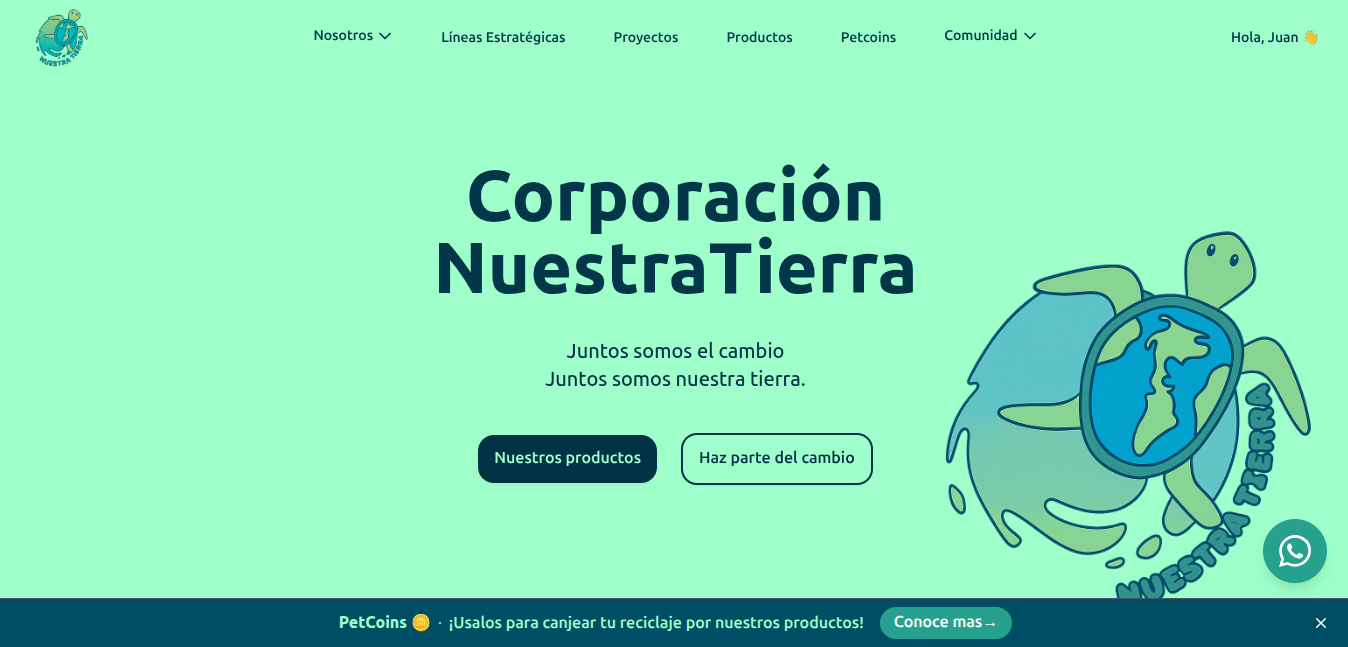 NUESTRA TIERRA
Nosotros
Líneas Estratégicas
Proyectos
Productos
Petcoins
Comunidad
Hola, Juan 👋
Corporación
NuestraTierra
Juntos somos el cambio
Juntos somos nuestra tierra.
Nuestros productos
Haz parte del cambio
NUESTRA TIERRA
PetCoins 🪙 · ¡Usalos para canjear tu reciclaje por nuestros productos!
Conoce mas→